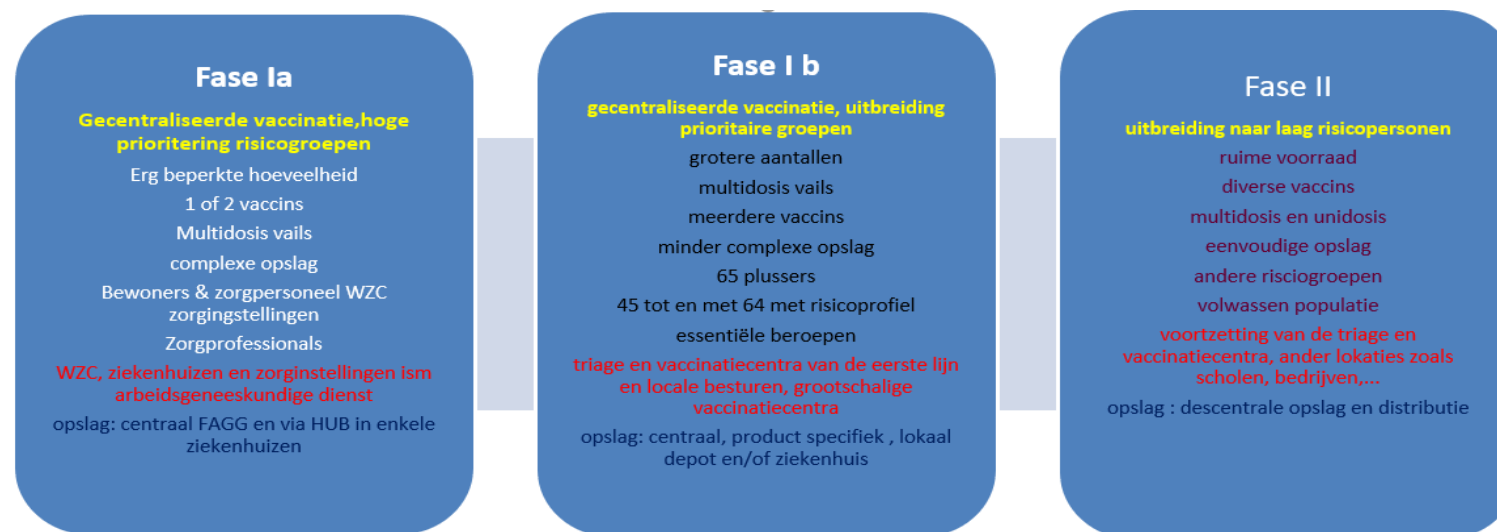 Fase Ia
Gecentraliseerde vaccinatie,hoge
prioritering risicogroepen
Erg beperkte hoeveelheid
1 of 2 vaccins
Multidosis vails
complexe opslag
Bewoners & zorgpersoneel WZC
zorgingstellingen
Zorgprofessionals
WZC, ziekenhuizen en zorginstellingen ism
arbeidsgeneeskundige dienst
opslag: centraal FAGG en via HUB in enkele
ziekenhuizen
Fase I b
gecentraliseerde vaccinatie, uitbreiding
prioritaire groepen
grotere aantallen
multidosis vails
meerdere vaccins
minder complexe opslag
65 plussers
45 tot en met 64 met risicoprofiel
essentiële beroepen
triage en vaccinatiecentra van de eerste lijn
en locale besturen, grootschalige
vaccinatiecentra
opslag: centraal, product specifiek , lokaal
depot en/of ziekenhuis
Fase II
uitbreiding naar laag risicopersonen
ruime voorraad
diverse vaccins
multidosis en unidosis
eenvoudige opslag
andere risciogroepen
volwassen populatie
voortzetting van de triage en
vaccinatiecentra, ander lokaties zoals
scholen, bedrijven,...
opslag : descentrale opslag en distributie